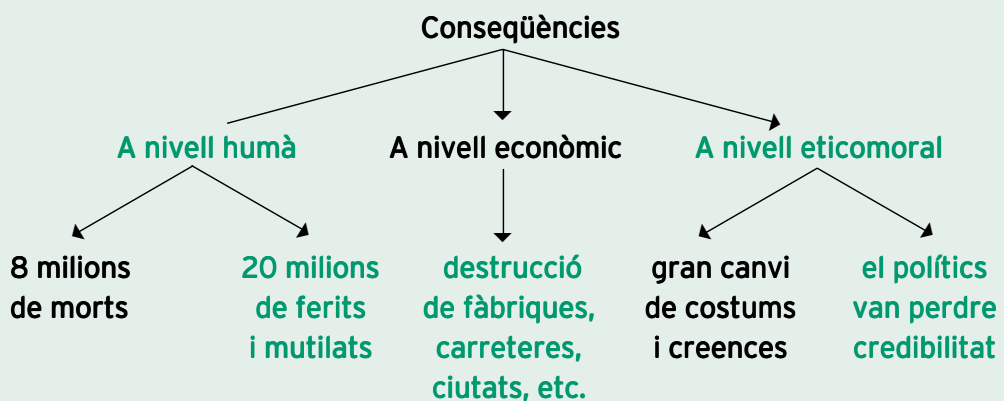 Conseqüències
A nivell humà
A nivell econòmic
A nivell eticomoral
8 milions
de morts
20 milions
de ferits
i mutilats
destrucció
de fàbriques,
carreteres,
ciutats, etc.
gran canvi
de costums
i creences
el polítics
van perdre
credibilitat